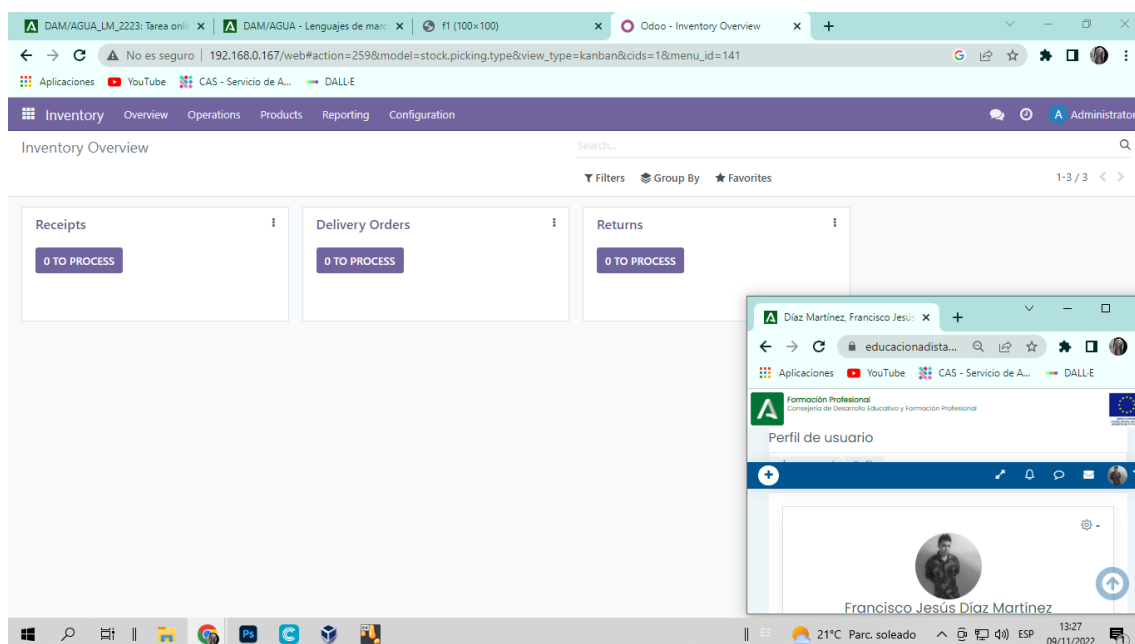 DAM/AGUA_LM_2223: Tarea onlin
DAM/AGUA - Lenguajes de marc
f1 (100×100)
Odoo - Inventory Overview
No es seguro
192.168.0.167/web#action=259&model=stock.picking.type&view_type=kanban&cids=1&menu_id=141
Aplicaciones
YouTube
CAS - Servicio de A...
DALL·E
Inventory
Overview
Operations
Products
Reporting
Configuration
A Administrator
Inventory Overview
Search...
Filters
Group By
Favorites
1-3 / 3
Receipts
Delivery Orders
Returns
0 TO PROCESS
0 TO PROCESS
0 TO PROCESS
Díaz Martínez, Francisco Jesús
educacionadista...
Aplicaciones
YouTube
CAS - Servicio de A...
DALL·E
Formación Profesional
Consejería de Desarrollo Educativo y Formación Profesional
Perfil de usuario
Francisco Jesús Díaz Martínez
Ps
ES
21°C Parc. soleado
ESP
13:27
09/11/2022